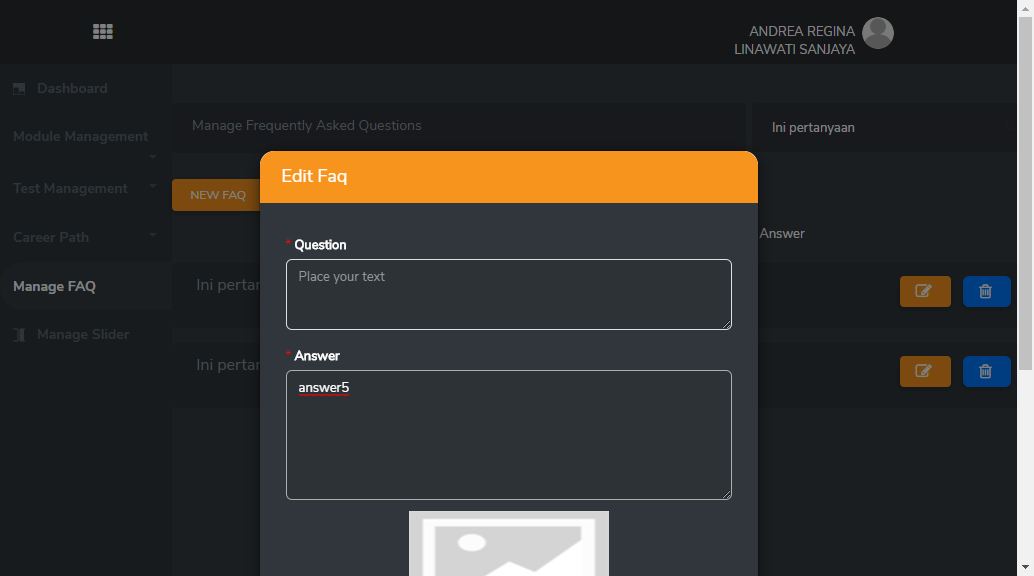 ANDREA REGINA
LINAWATI SANJAYA
Dashboard
Module Management
Test Management
Career Path
Manage FAQ
Manage Slider
Manage Frequently Asked Questions
Ini pertanyaan
NEW FAQ
Answer
Ini pertan
Ini pertan
Edit Faq
* Question
Place your text
* Answer
answer5